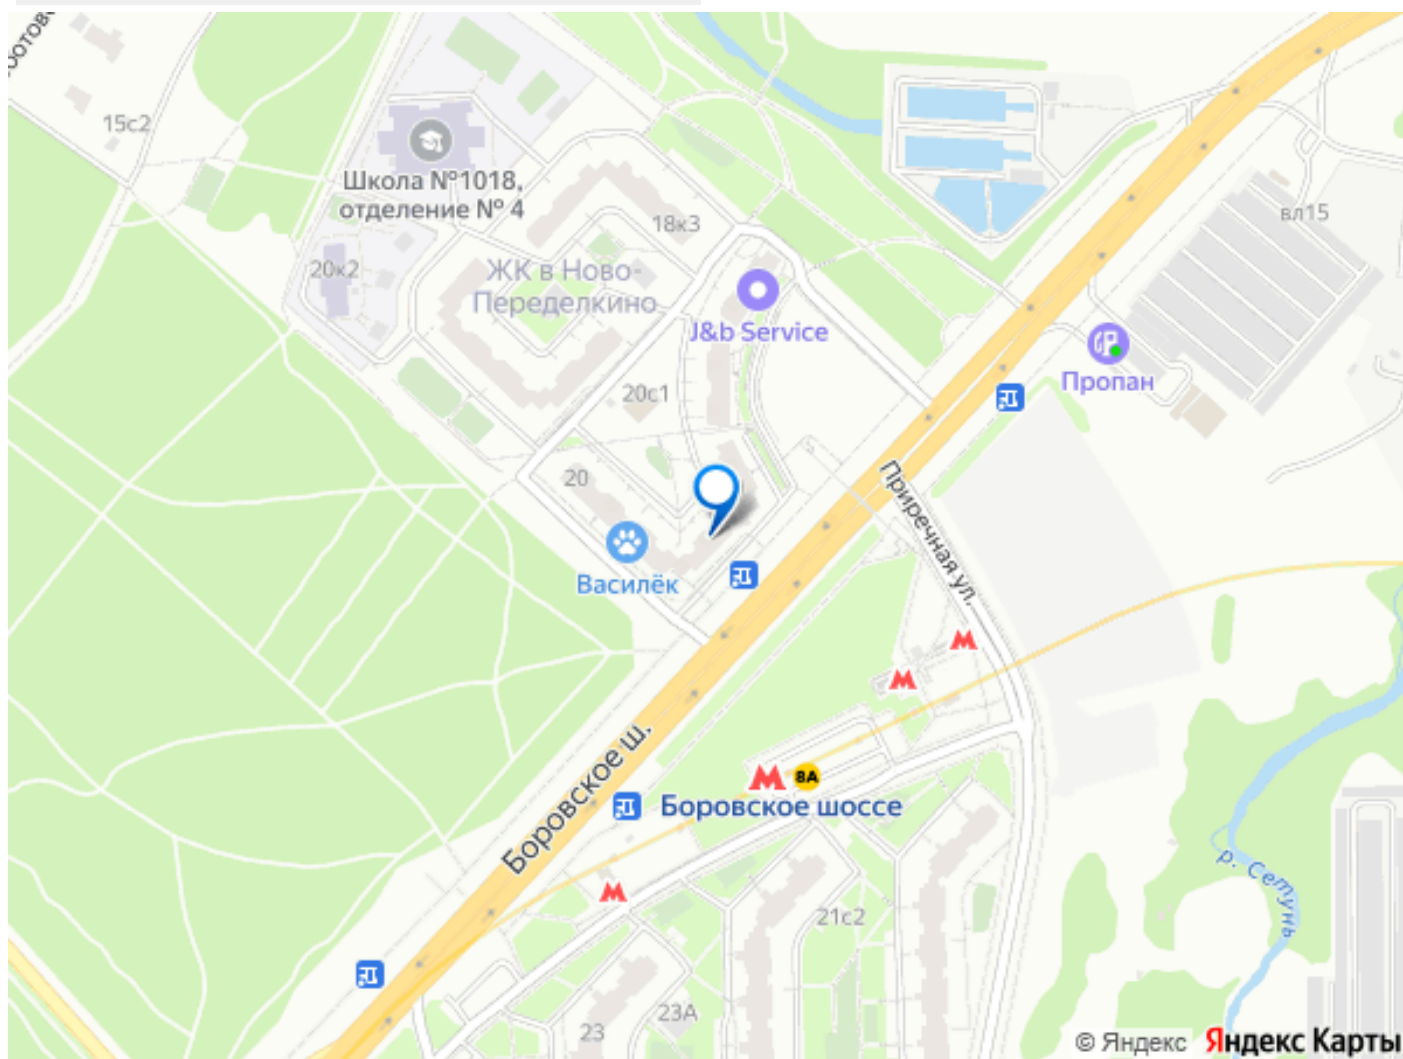 15с2
Школа №1018,
отделение № 4
18к3
20к2
ЖК в Ново-
Переделкино
J&b Service
вл15
Пропан
20с1
20
Василёк
Приречная ул.
Боровское ш.
8А
Боровское шоссе
р. Сетунь
21с2
23А
23
© Яндекс Яндекс Карты